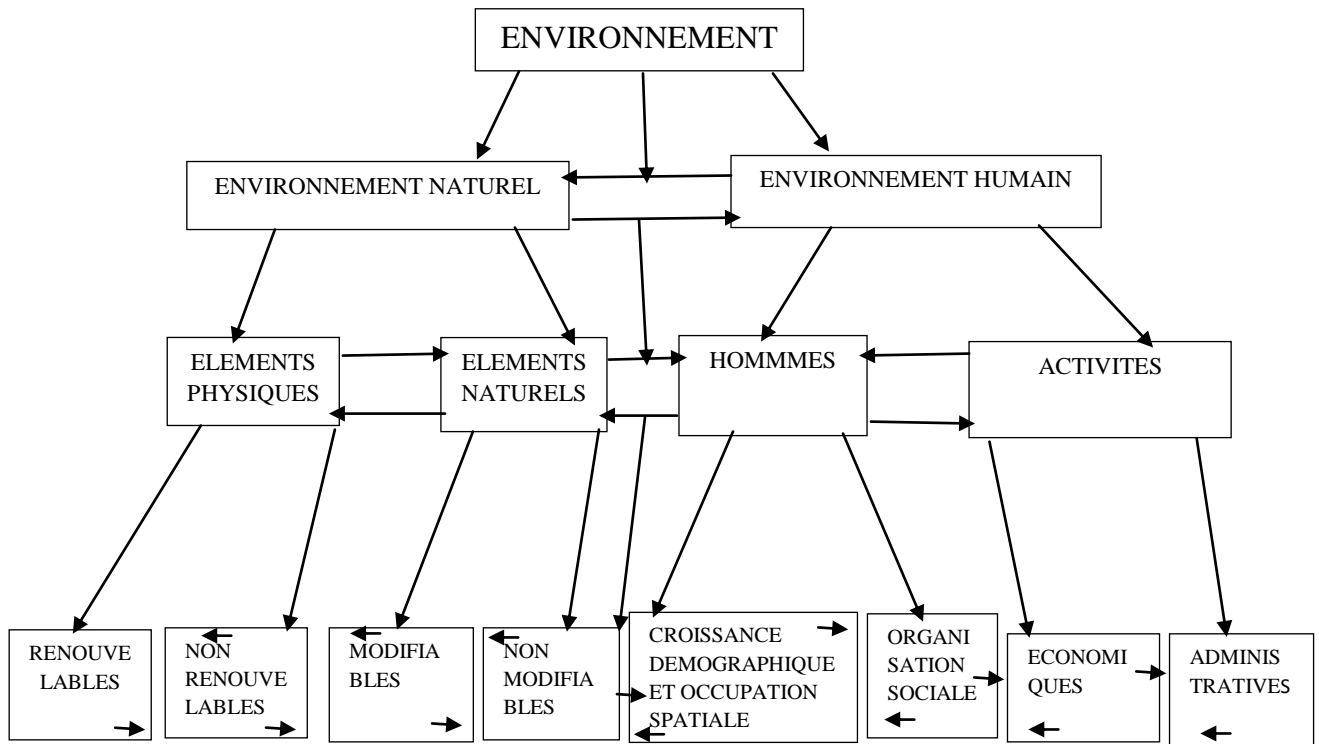 ENVIRONNEMENT
ENVIRONNEMENT NATUREL
ENVIRONNEMENT HUMAIN
ELEMENTS
PHYSIQUES
ELEMENTS
NATURELS
HOMMMES
ACTIVITES
RENOUVE
LABLES
NON
RENOUVE
LABLES
MODIFIA
BLES
NON
MODIFIA
BLES
CROISSANCE
DEMOGRAPHIQUE
ET OCCUPATION
SPATIALE
ORGANI
SATION
SOCIALE
ECONOMI
QUES
ADMINIS
TRATIVES